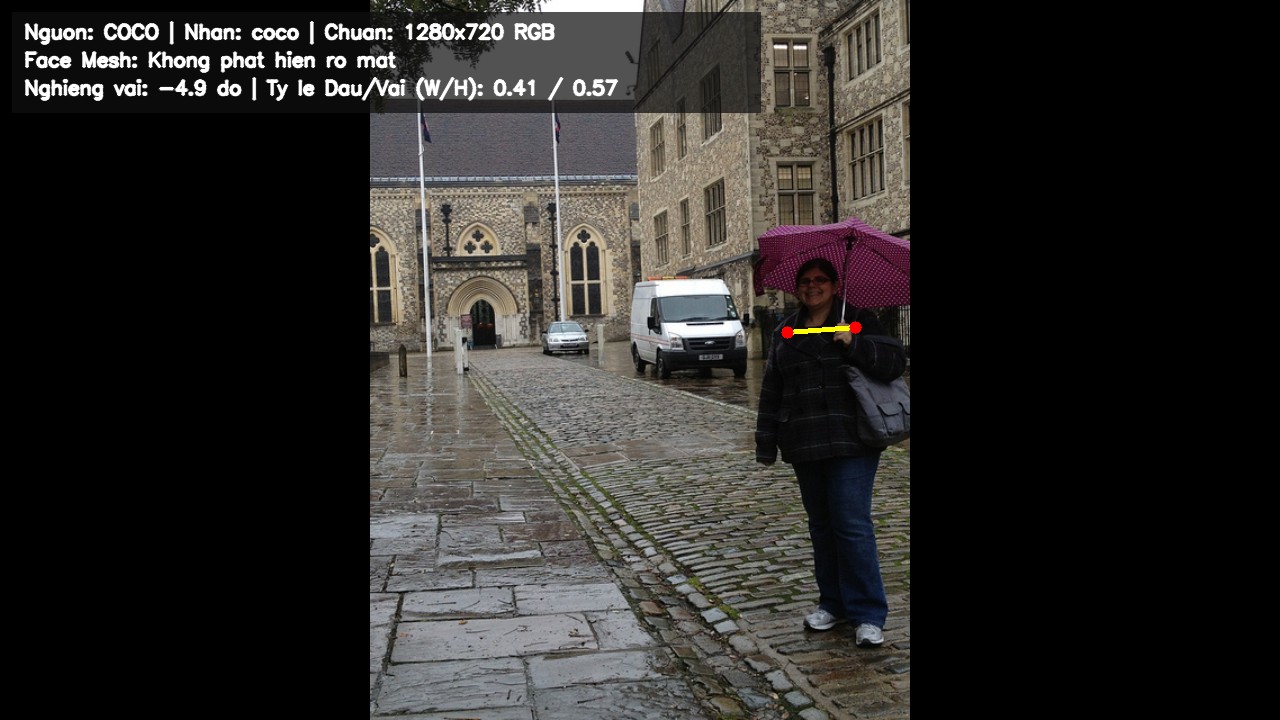 Nguon: COCO | Nhan: coco | Chuan: 1280x720 RGB
Face Mesh: Khong phat hien ro mat
Nghieng vai: -4.9 do | Ty le Dau/Vai (W/H): 0.41 / 0.57